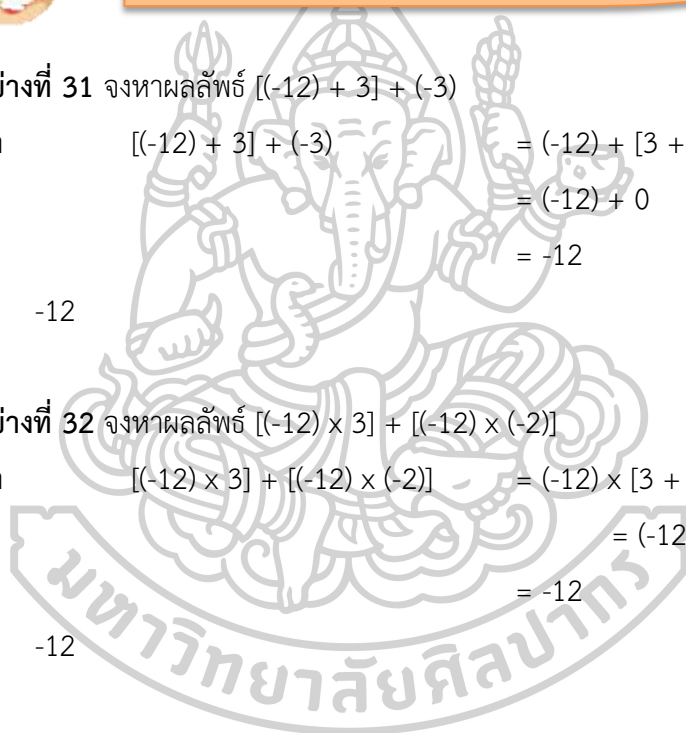 ย่างที่ 31 จงหาผลลัพธ์ [(-12) + 3] + (-3)
[(-12) + 3] + (-3) = (-12) + [3 +
= (-12) + 0
= -12
-12
ย่างที่ 32 จงหาผลลัพธ์ [(-12) x 3] + [(-12) x (-2)]
[(-12) x 3] + [(-12) x (-2)] = (-12) x [3 +
= (-12
= -12
-12
มหาวิทยาลัยศิลปากร